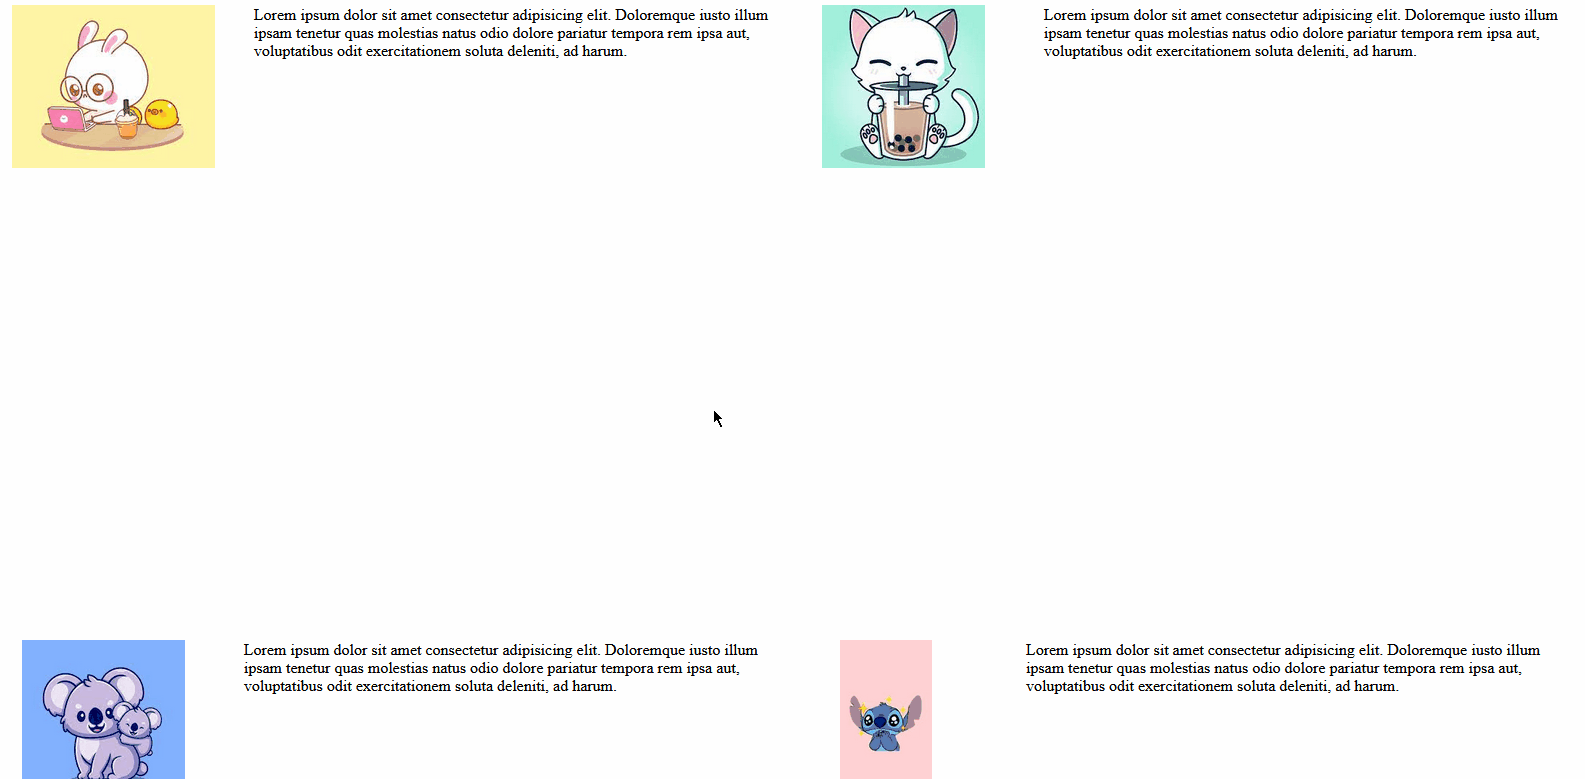 Lorem ipsum dolor sit amet consectetur adipisicing elit. Doloremque iusto illum
ipsam tenetur quas molestias natus odio dolore pariatur tempora rem ipsa aut,
voluptatibus odit exercitationem soluta deleniti, ad harum.
Lorem ipsum dolor sit amet consectetur adipisicing elit. Doloremque iusto illum
ipsam tenetur quas molestias natus odio dolore pariatur tempora rem ipsa aut,
voluptatibus odit exercitationem soluta deleniti, ad harum.
Lorem ipsum dolor sit amet consectetur adipisicing elit. Doloremque iusto illum
ipsam tenetur quas molestias natus odio dolore pariatur tempora rem ipsa aut,
voluptatibus odit exercitationem soluta deleniti, ad harum.
Lorem ipsum dolor sit amet consectetur adipisicing elit. Doloremque iusto illum
ipsam tenetur quas molestias natus odio dolore pariatur tempora rem ipsa aut,
voluptatibus odit exercitationem soluta deleniti, ad harum.